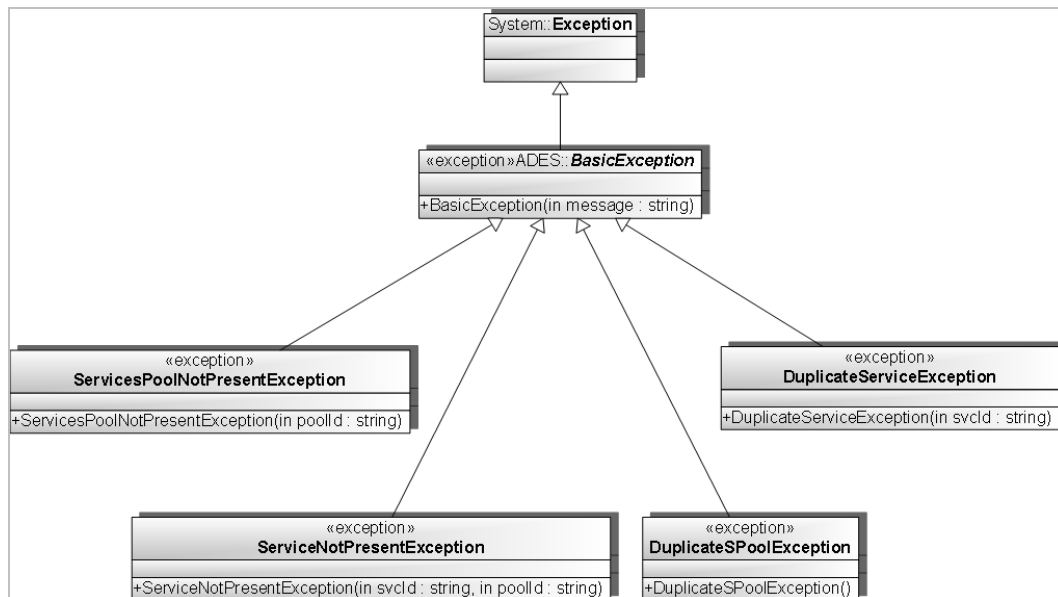 System::Exception
«exception»ADES::BasicException
+BasicException(in message : string)
«exception»
ServicesPoolNotPresentException
+ServicesPoolNotPresentException(in poolId : string)
«exception»
DuplicateServiceException
+DuplicateServiceException(in svcId : string)
«exception»
ServiceNotPresentException
+ServiceNotPresentException(in svcId : string, in poolId : string)
«exception»
DuplicateSPoolException
+DuplicateSPoolException()